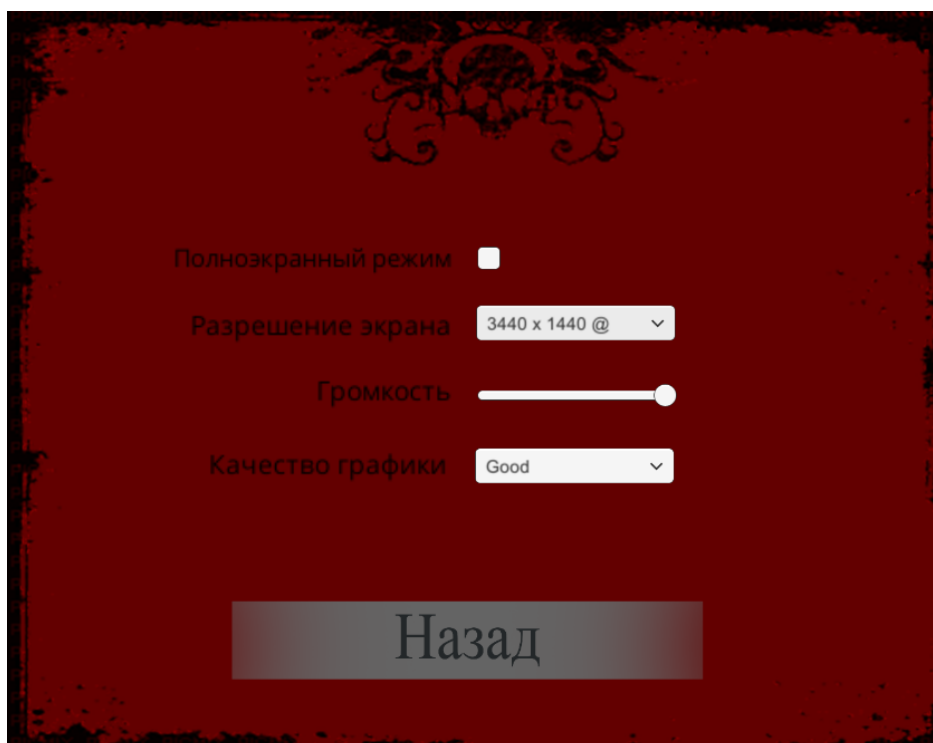 Полноэкранный режим
Разрешение экрана
3440 x 1440 @
Громкость
Качество графики
Good
Назад